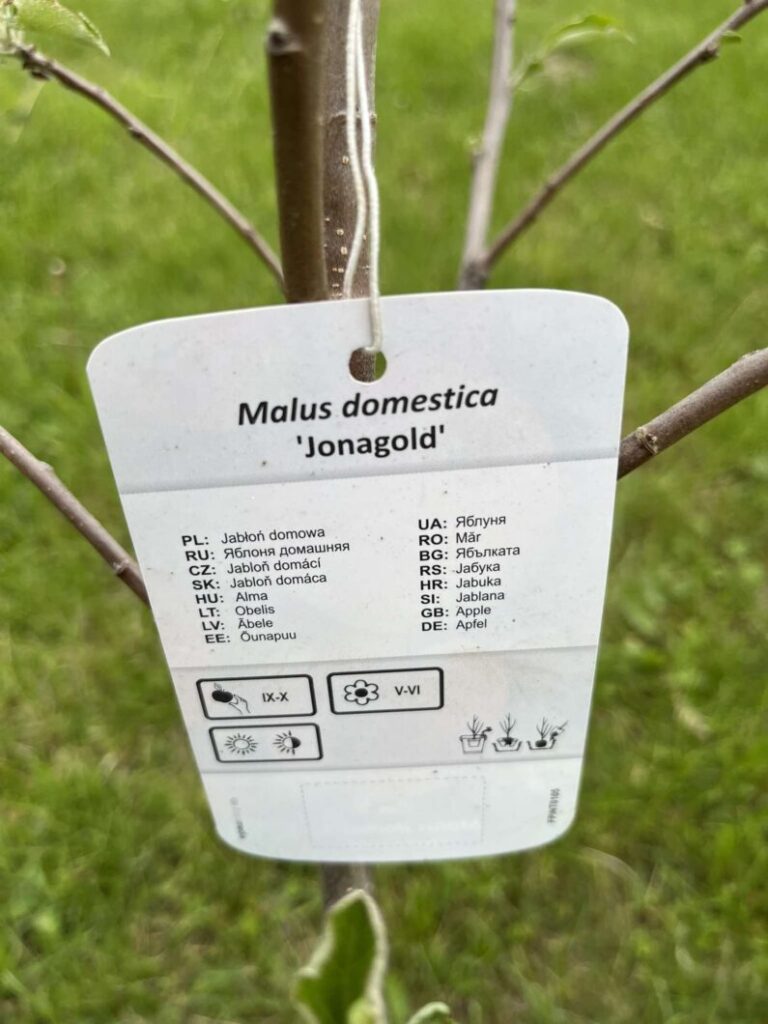 Malus domestica
'Jonagold'
PL: Jabłoń domowa
RU: Яблоня домашняя
CZ: Jabloň domácí
SK: Jabloň domáca
HU: Alma
LT: Obelis
LV: Ābele
EE: Õunapuu
UA: Яблуня
RO: Măr
BG: Ябълката
RS: Јабука
HR: Jabuka
SI: Jablana
GB: Apple
DE: Apfel
IX-X
V-VI